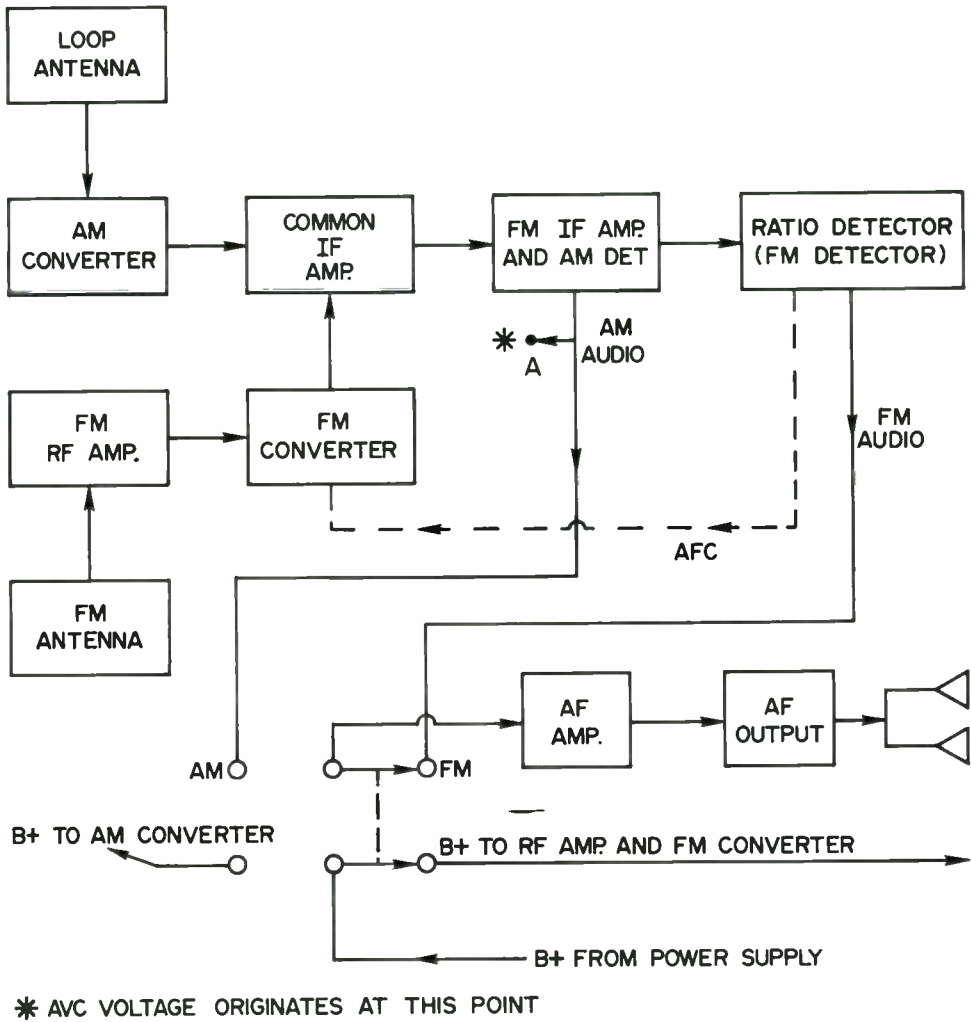 LOOP
ANTENNA
AM
CONVERTER
COMMON
IF
AMP.
FM IF AMP.
AND AM DET
RATIO DETECTOR
(FM DETECTOR)
✳
A
AM
AUDIO
FM
RF AMP.
FM
CONVERTER
FM
AUDIO
AFC
FM
ANTENNA
AF
AMP.
AF
OUTPUT
AM
FM
B+ TO AM CONVERTER
B+ TO RF AMP. AND FM CONVERTER
B+ FROM POWER SUPPLY
✳ AVC VOLTAGE ORIGINATES AT THIS POINT